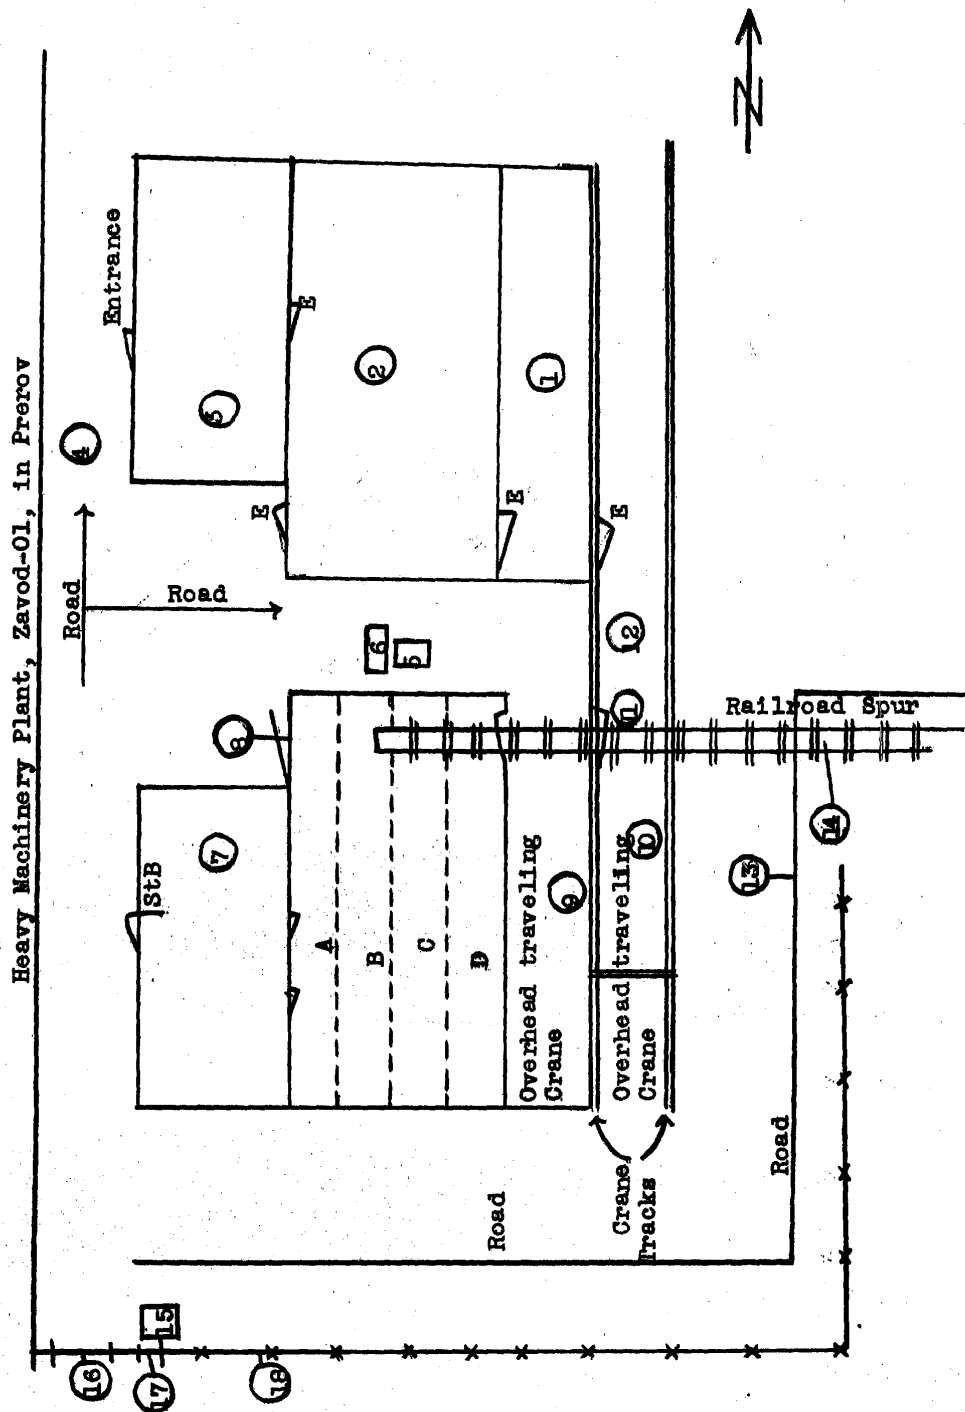 Heavy Machinery Plant, Zavod-01, in Prerov
N
Entrance
4
3
E
2
1
E
E
E
Road
Road
6
5
12
11
Railroad Spur
8
7
StB
A
B
C
D
9
Overhead traveling
Crane
10
Overhead traveling
Crane
13
14
Crane
Tracks
Road
Road
15
16
17
18